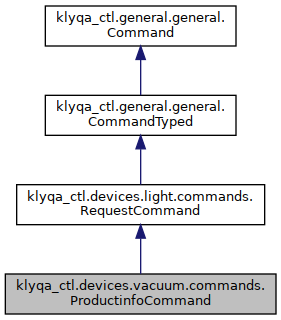 klyqa_ctl.general.general.
Command
klyqa_ctl.general.general.
CommandTyped
klyqa_ctl.devices.light.commands.
RequestCommand
klyqa_ctl.devices.vacuum.commands.
ProductinfoCommand